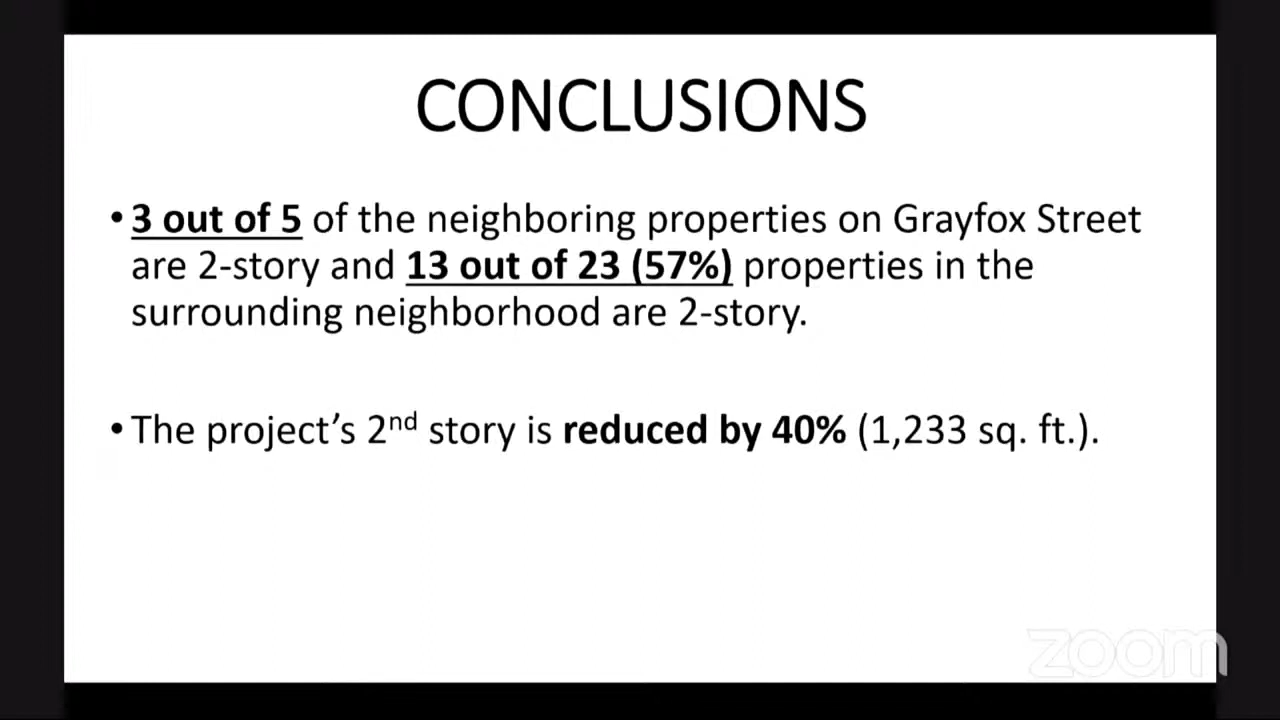 CONCLUSIONS
• 3 out of 5 of the neighboring properties on Grayfox Street
are 2-story and 13 out of 23 (57%) properties in the
surrounding neighborhood are 2-story.
• The project’s 2nd story is reduced by 40% (1,233 sq. ft.).
zoom